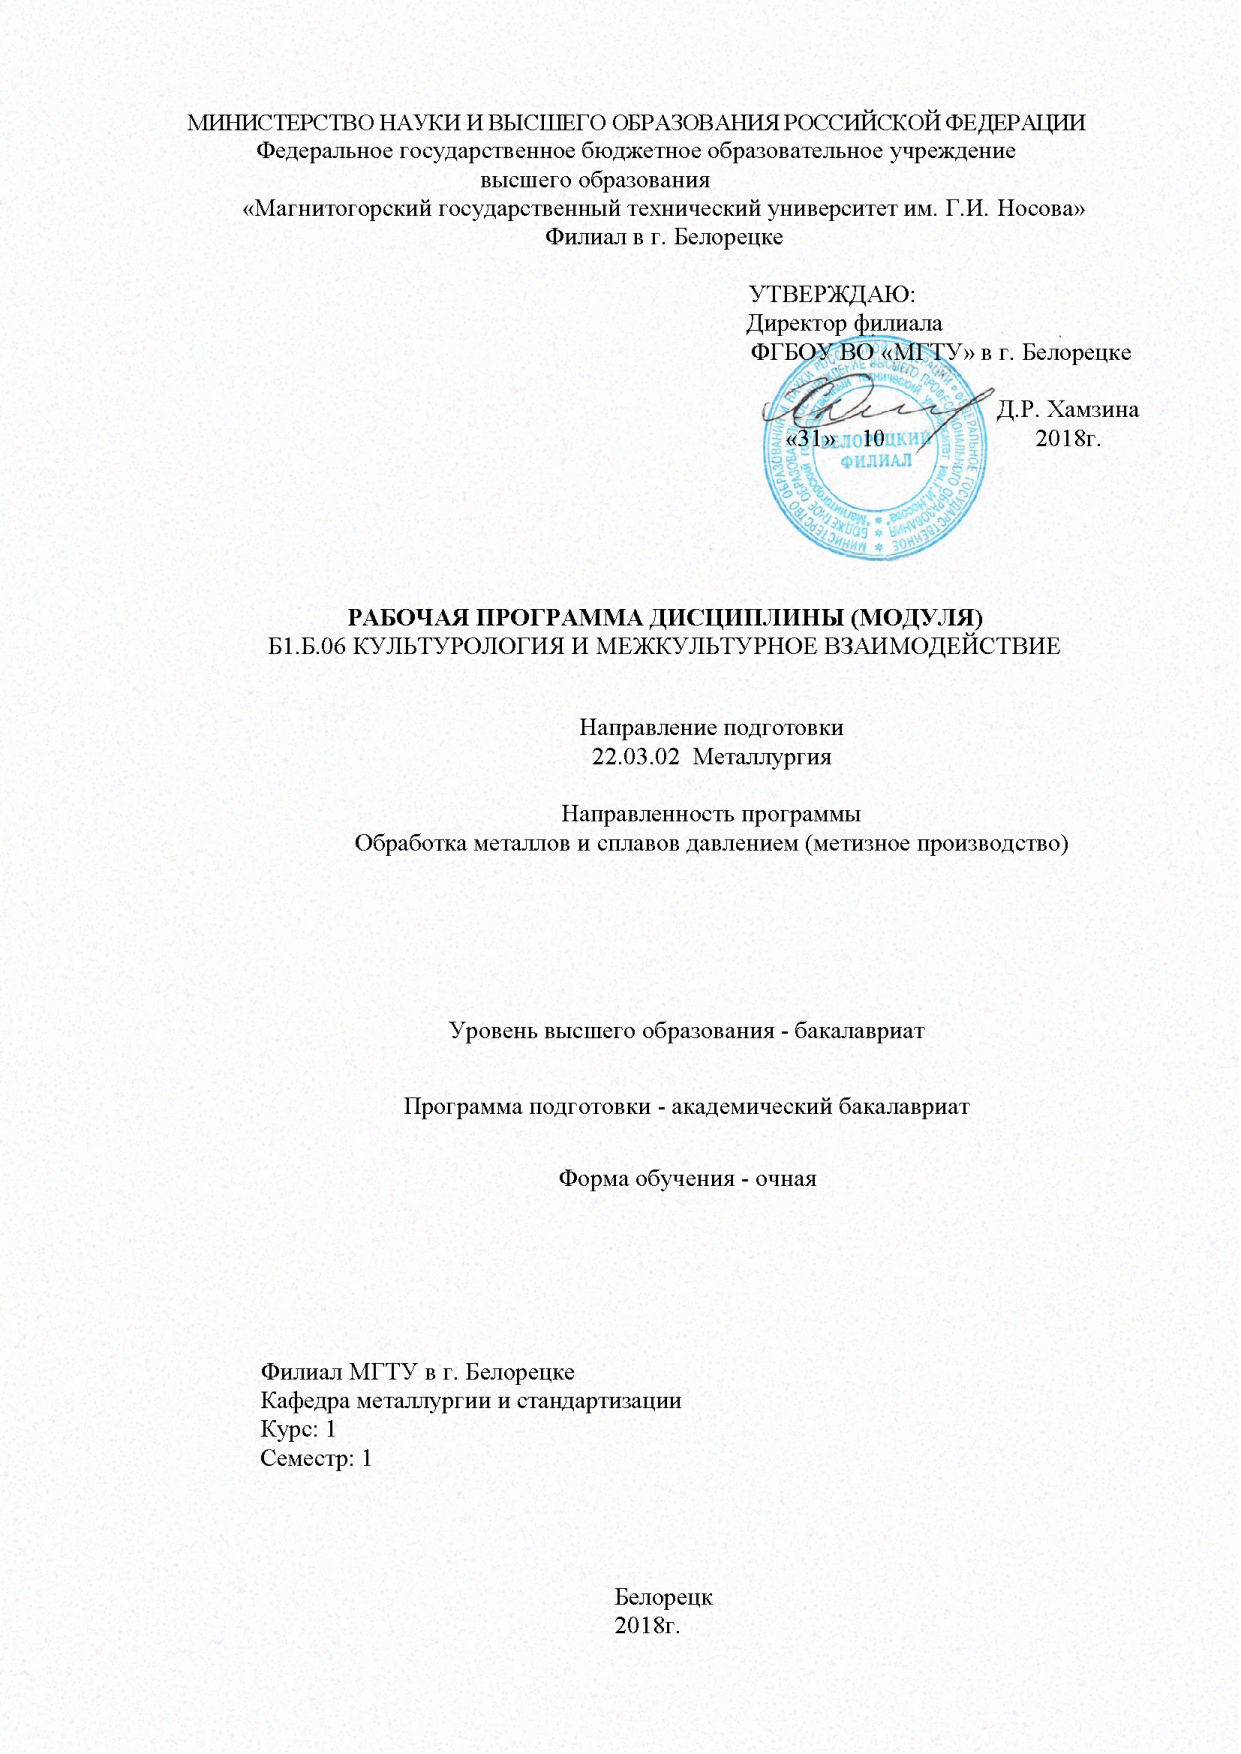 МИНИСТЕРСТВО НАУКИ И ВЫСШЕГО ОБРАЗОВАНИЯ РОССИЙСКОЙ ФЕДЕРАЦИИ
Федеральное государственное бюджетное образовательное учреждение
высшего образования
«Магнитогорский государственный технический университет им. Г.И. Носова»
Филиал в г. Белорецке
УТВЕРЖДАЮ:
Директор филиала
ФГБОУ ВО «МГТУ» в г. Белорецке
Д.Р. Хамзина
«31» 10 2018г.
БЕЛОРЕЦКИЙ
ФИЛИАЛ
РАБОЧАЯ ПРОГРАММА ДИСЦИПЛИНЫ (МОДУЛЯ)
Б1.Б.06 КУЛЬТУРОЛОГИЯ И МЕЖКУЛЬТУРНОЕ ВЗАИМОДЕЙСТВИЕ
Направление подготовки
22.03.02 Металлургия
Направленность программы
Обработка металлов и сплавов давлением (метизное производство)
Уровень высшего образования - бакалавриат
Программа подготовки - академический бакалавриат
Форма обучения - очная
Филиал МГТУ в г. Белорецке
Кафедра металлургии и стандартизации
Курс: 1
Семестр: 1
Белорецк
2018г.